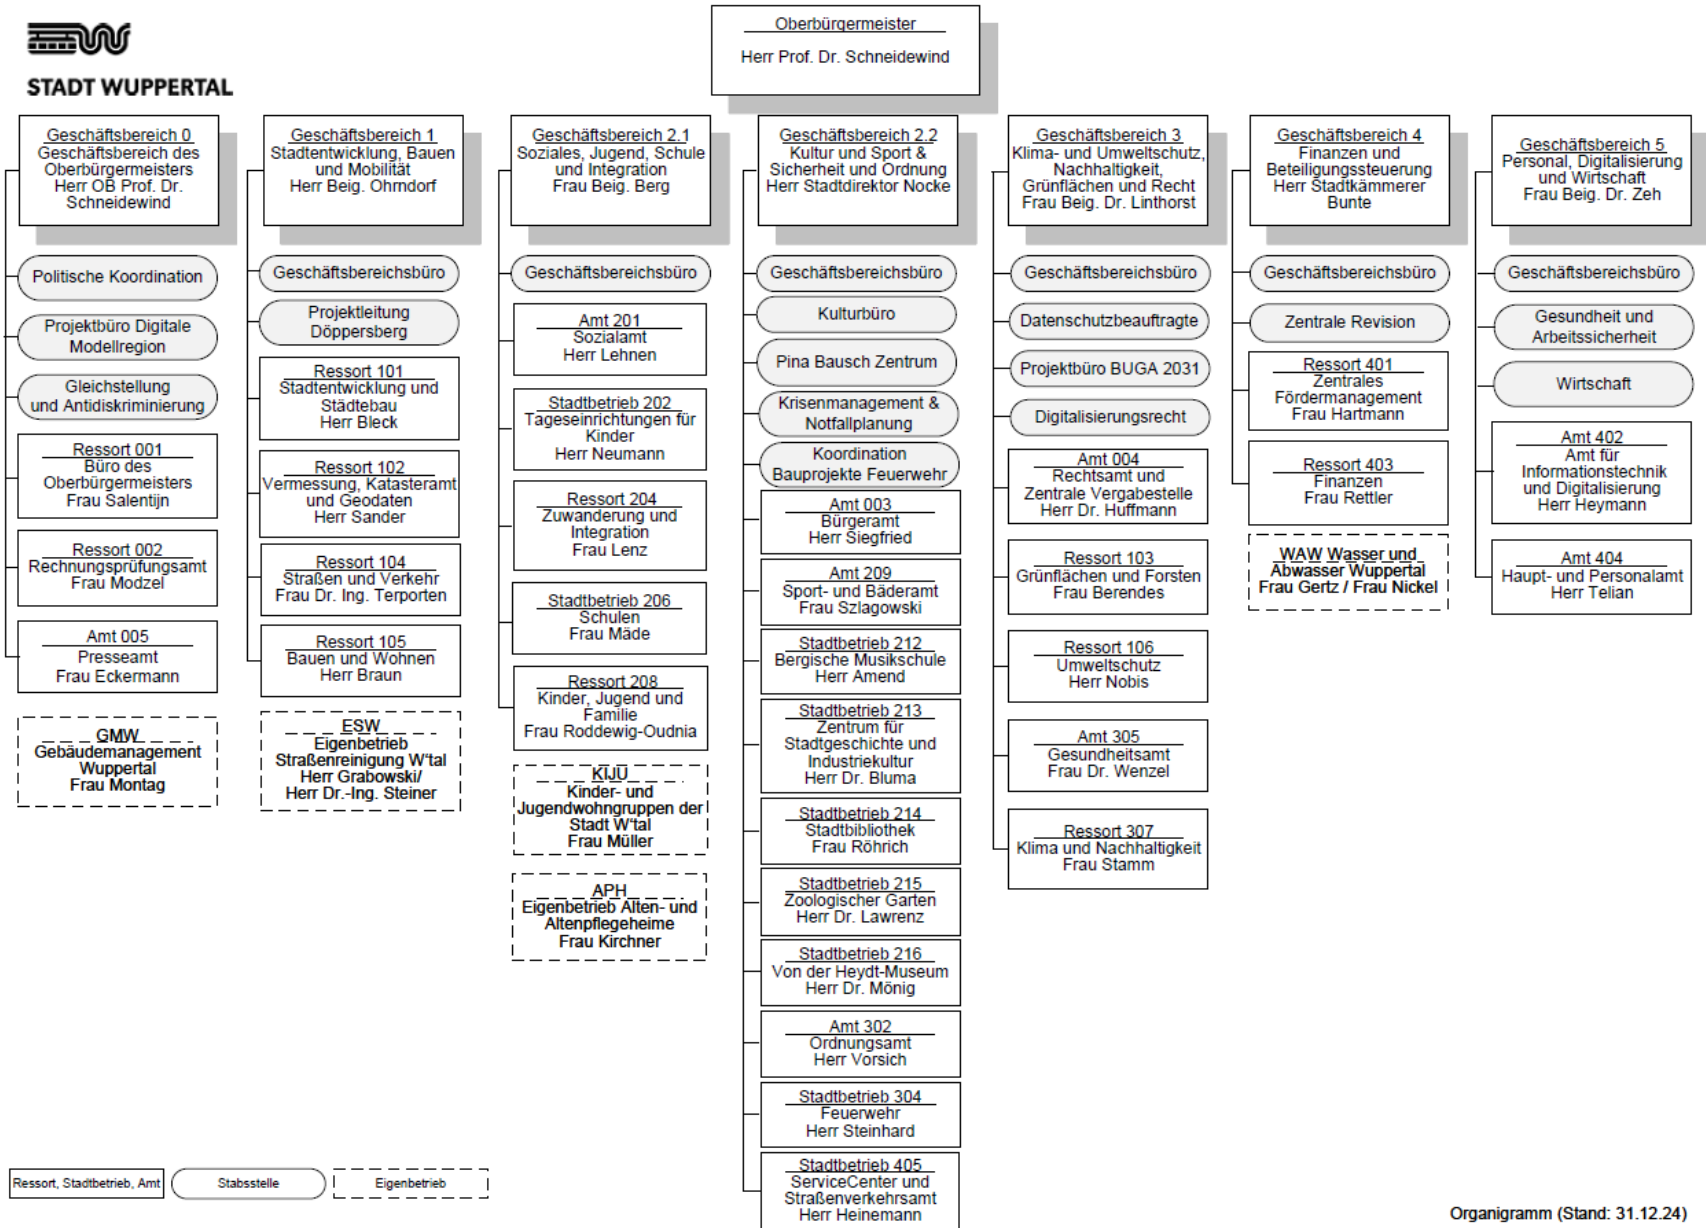 STADT WUPPERTAL
Oberbürgermeister
Herr Prof. Dr. Schneidewind
Geschäftsbereich 0
Geschäftsbereich des
Oberbürgermeisters
Herr OB Prof. Dr.
Schneidewind
Politische Koordination
Projektbüro Digitale
Modellregion
Gleichstellung
und Antidiskriminierung
Ressort 001
Büro des
Oberbürgermeisters
Frau Salentijn
Ressort 002
Rechnungsprüfungsamt
Frau Modzel
Amt 005
Presseamt
Frau Eckermann
GMW
Gebäudemanagement
Wuppertal
Frau Montag
Geschäftsbereich 1
Stadtentwicklung, Bauen
und Mobilität
Herr Beig. Ohrndorf
Geschäftsbereichsbüro
Projektleitung
Döppersberg
Ressort 101
Stadtentwicklung und
Städtebau
Herr Bleck
Ressort 102
Vermessung, Katasteramt
und Geodaten
Herr Sander
Ressort 104
Straßen und Verkehr
Frau Dr. Ing. Terporten
Ressort 105
Bauen und Wohnen
Herr Braun
ESW
Eigenbetrieb
Straßenreinigung W'tal
Herr Grabowski/
Herr Dr.-Ing. Steiner
Geschäftsbereich 2.1
Soziales, Jugend, Schule
und Integration
Frau Beig. Berg
Geschäftsbereichsbüro
Amt 201
Sozialamt
Herr Lehnen
Stadtbetrieb 202
Tageseinrichtungen für
Kinder
Herr Neumann
Ressort 204
Zuwanderung und
Integration
Frau Lenz
Stadtbetrieb 206
Schulen
Frau Mäde
Ressort 208
Kinder, Jugend und
Familie
Frau Roddewig-Oudnia
KIJU
Kinder- und
Jugendwohngruppen der
Stadt W'tal
Frau Müller
APH
Eigenbetrieb Alten- und
Altenpflegeheime
Frau Kirchner
Geschäftsbereich 2.2
Kultur und Sport &
Sicherheit und Ordnung
Herr Stadtdirektor Nocke
Geschäftsbereichsbüro
Kulturbüro
Pina Bausch Zentrum
Krisenmanagement &
Notfallplanung
Koordination
Bauprojekte Feuerwehr
Amt 003
Bürgeramt
Herr Siegfried
Amt 209
Sport- und Bäderamt
Frau Szlagowski
Stadtbetrieb 212
Bergische Musikschule
Herr Amend
Stadtbetrieb 213
Zentrum für
Stadtgeschichte und
Industriekultur
Herr Dr. Bluma
Stadtbetrieb 214
Stadtbibliothek
Frau Röhrich
Stadtbetrieb 215
Zoologischer Garten
Herr Dr. Lawrenz
Stadtbetrieb 216
Von der Heydt-Museum
Herr Dr. Mönig
Amt 302
Ordnungsamt
Herr Vorsich
Stadtbetrieb 304
Feuerwehr
Herr Steinhard
Stadtbetrieb 405
ServiceCenter und
Straßenverkehrsamt
Herr Heinemann
Geschäftsbereich 3
Klima- und Umweltschutz,
Nachhaltigkeit,
Grünflächen und Recht
Frau Beig. Dr. Linthorst
Geschäftsbereichsbüro
Datenschutzbeauftragte
Projektbüro BUGA 2031
Digitalisierungsrecht
Amt 004
Rechtsamt und
Zentrale Vergabestelle
Herr Dr. Huffmann
Ressort 103
Grünflächen und Forsten
Frau Berendes
Ressort 106
Umweltschutz
Herr Nobis
Amt 305
Gesundheitsamt
Frau Dr. Wenzel
Ressort 307
Klima und Nachhaltigkeit
Frau Stamm
Geschäftsbereich 4
Finanzen und
Beteiligungssteuerung
Herr Stadtkämmerer
Bunte
Geschäftsbereichsbüro
Zentrale Revision
Ressort 401
Zentrales
Fördermanagement
Frau Hartmann
Ressort 403
Finanzen
Frau Rettler
WAW Wasser und
Abwasser Wuppertal
Frau Gertz / Frau Nickel
Geschäftsbereich 5
Personal, Digitalisierung
und Wirtschaft
Frau Beig. Dr. Zeh
Geschäftsbereichsbüro
Gesundheit und
Arbeitssicherheit
Wirtschaft
Amt 402
Amt für
Informationstechnik
und Digitalisierung
Herr Heymann
Amt 404
Haupt- und Personalamt
Herr Telian
Ressort, Stadtbetrieb, Amt
Stabsstelle
Eigenbetrieb
Organigramm (Stand: 31.12.24)